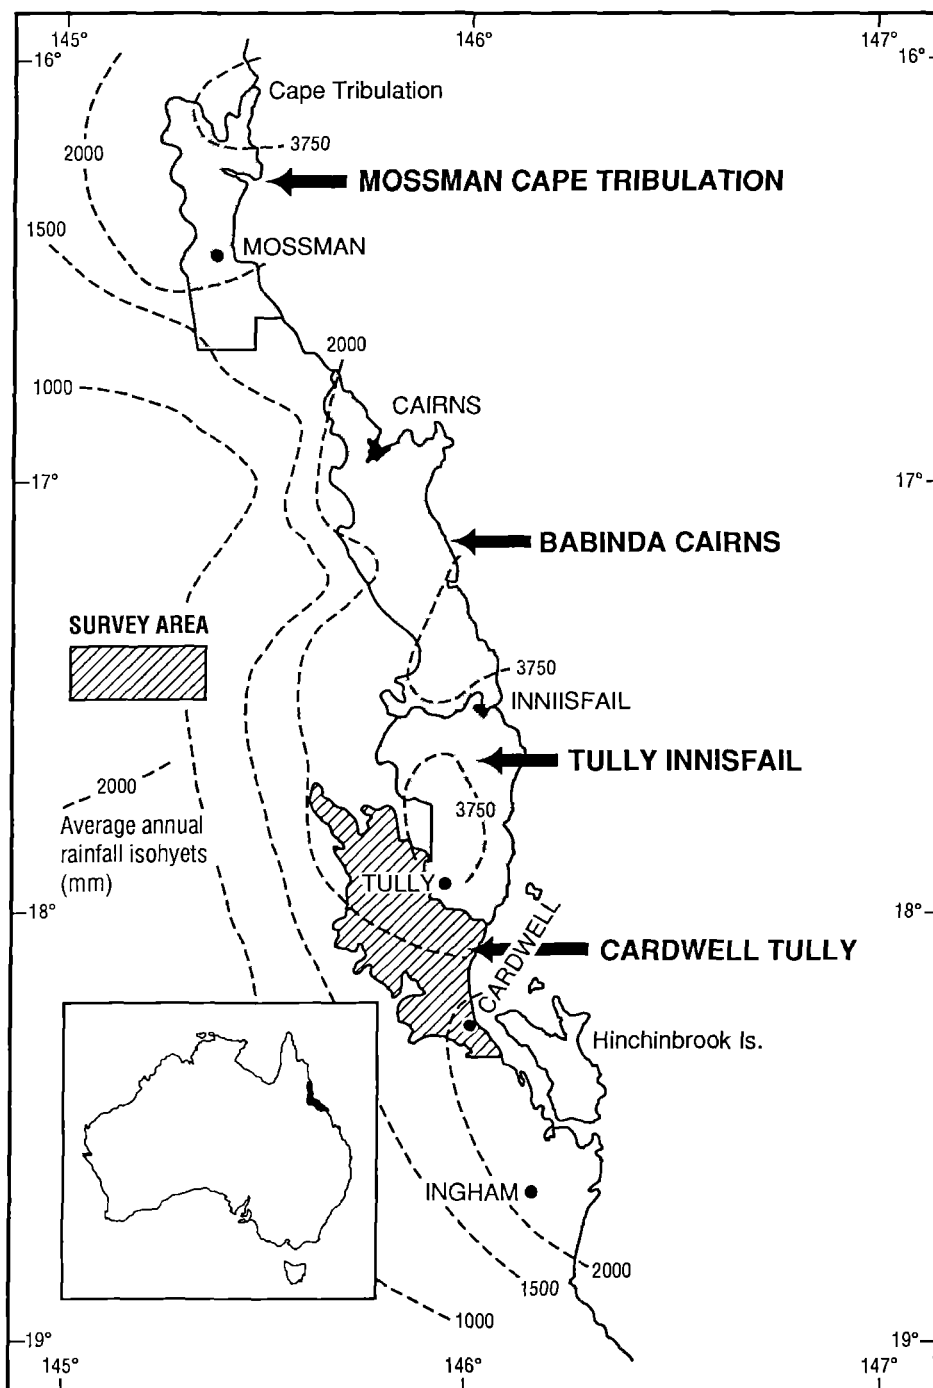 145°
146°
147°
16°
16°
Cape Tribulation
3750
2000
MOSSMAN CAPE TRIBULATION
1500
MOSSMAN
2000
1000
CAIRNS
17°
17°
BABINDA CAIRNS
SURVEY AREA
3750
INNIISFAIL
TULLY INNISFAIL
2000
3750
Average annual
rainfall isohyets
(mm)
TULLY
18°
18°
CARDWELL
CARDWELL TULLY
Hinchinbrook Is.
INGHAM
2000
1500
1000
19°
19°
145°
146°
147°